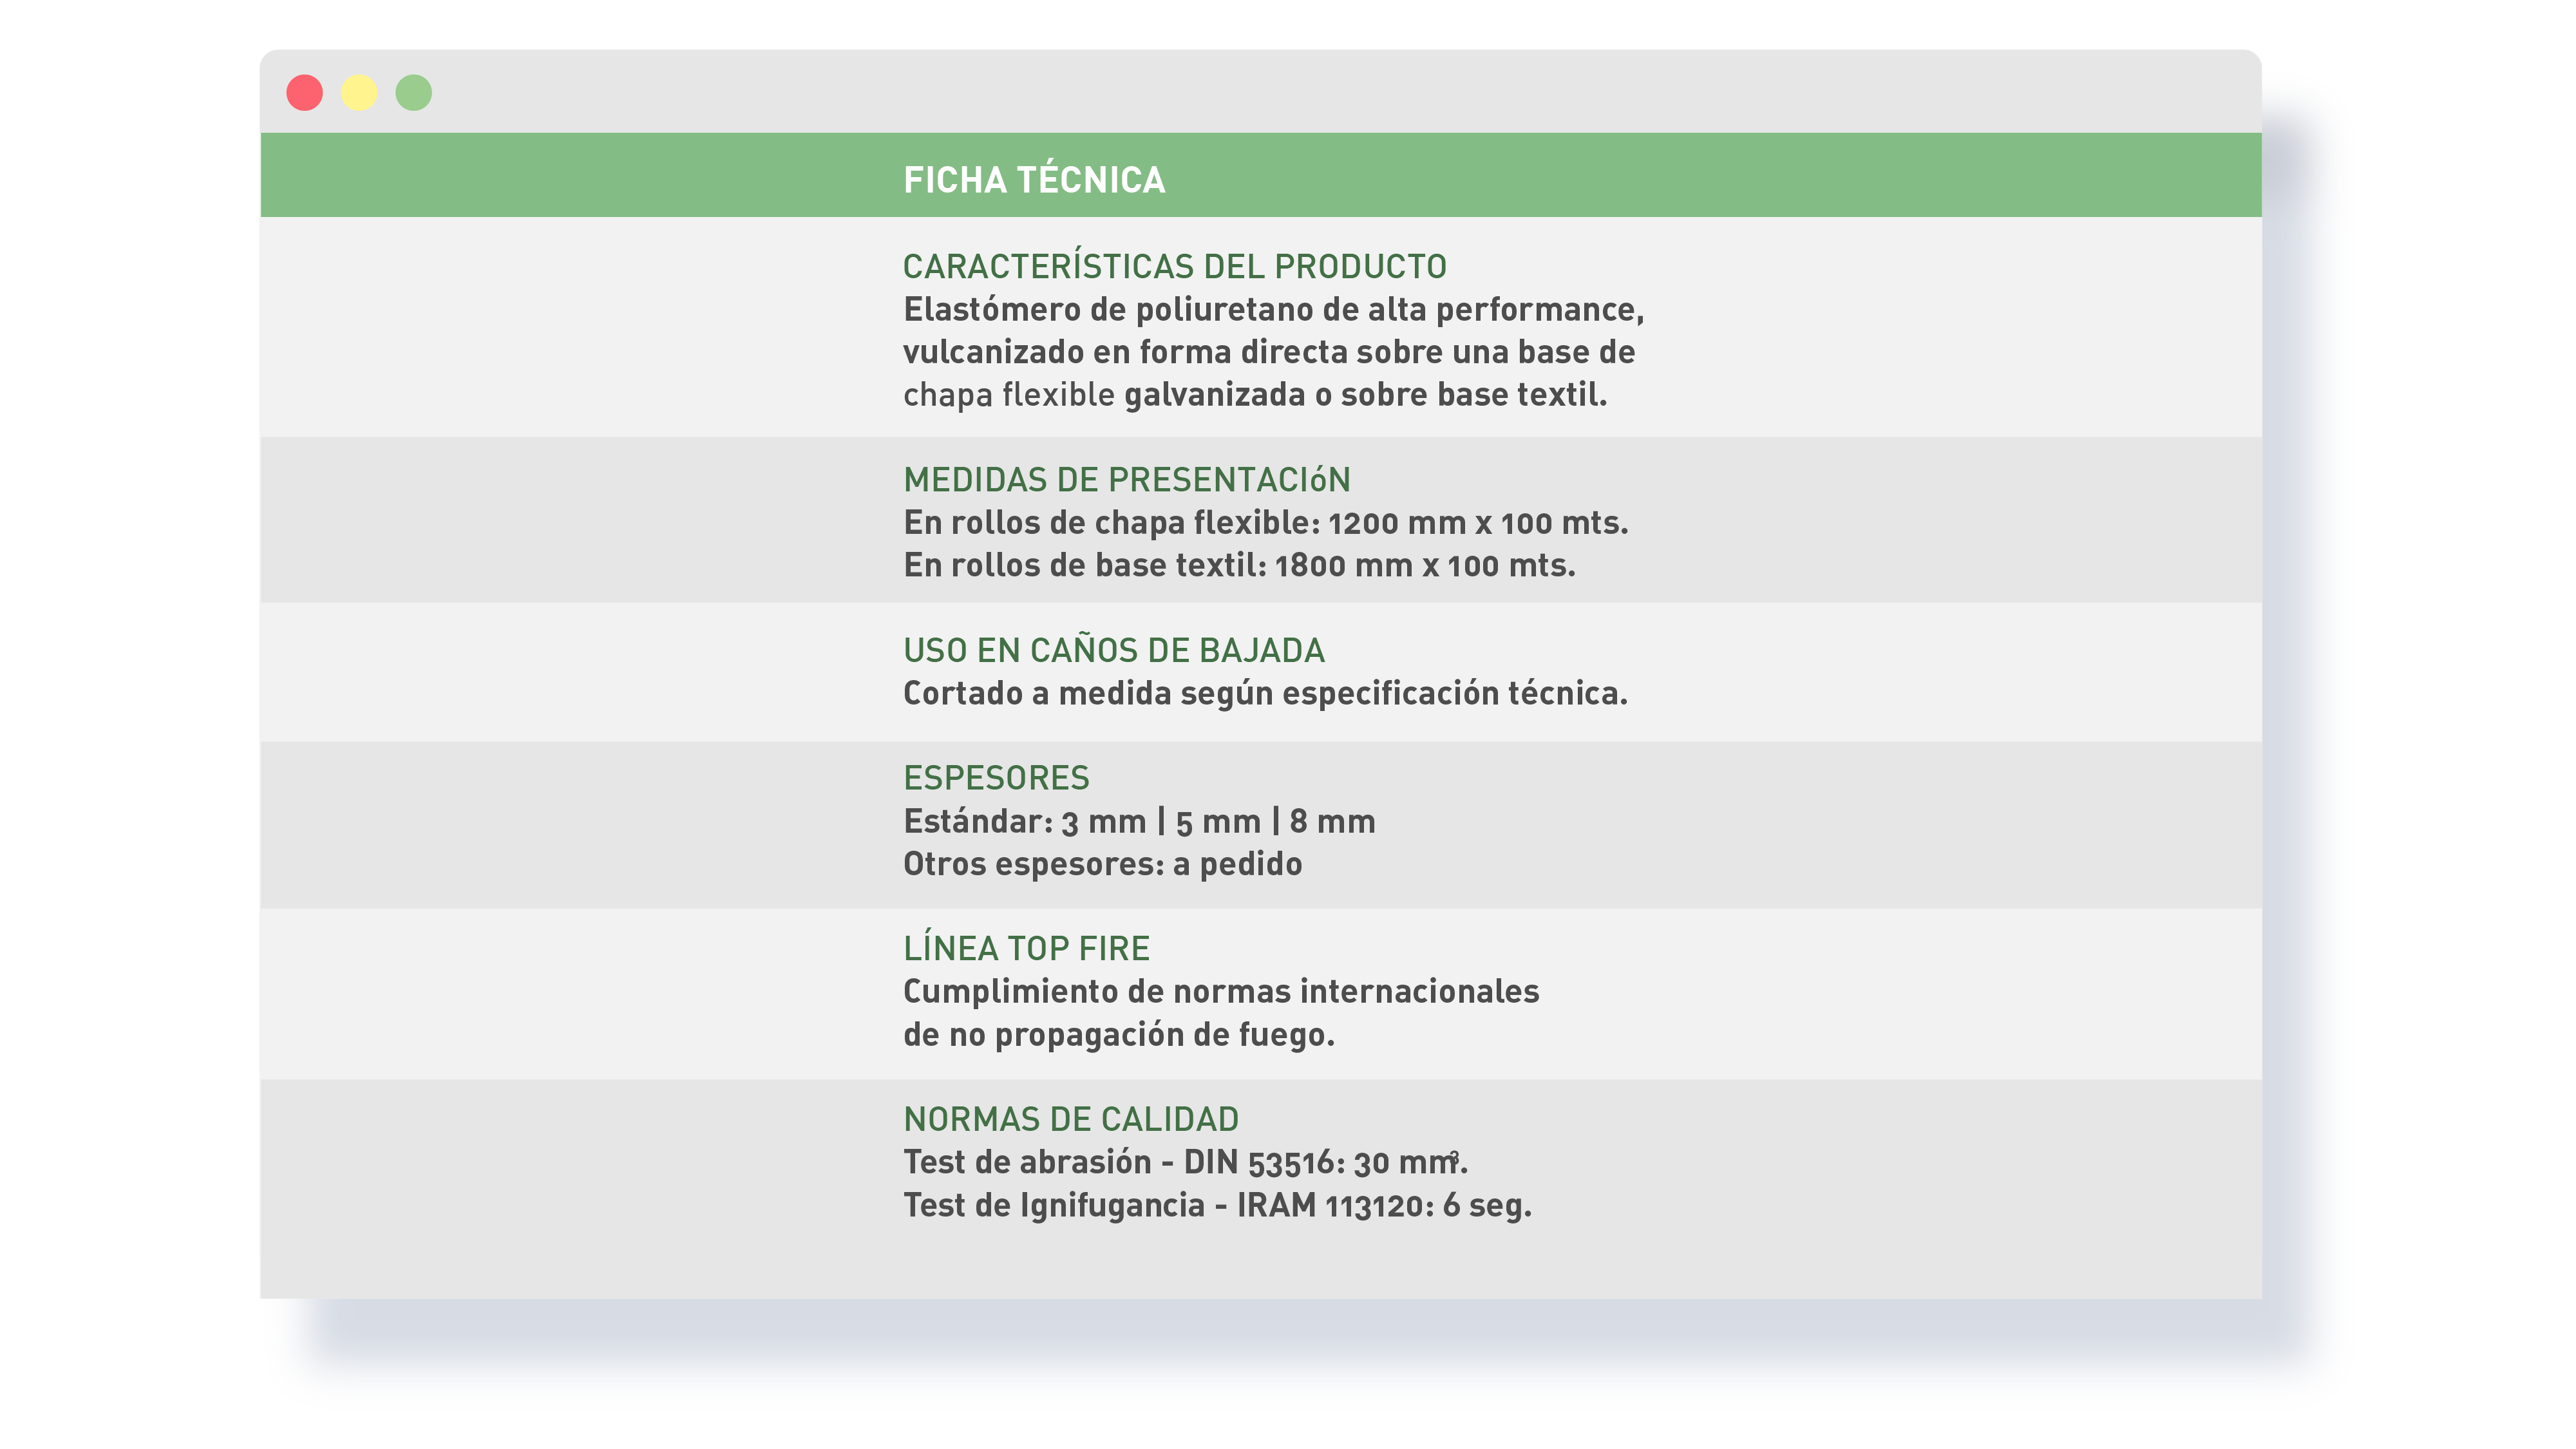 FICHA TÉCNICA
CARACTERÍSTICAS DEL PRODUCTO
Elastómero de poliuretano de alta performance,
vulcanizado en forma directa sobre una base de
chapa flexible galvanizada o sobre base textil.
MEDIDAS DE PRESENTACIóN
En rollos de chapa flexible: 1200 mm x 100 mts.
En rollos de base textil: 1800 mm x 100 mts.
USO EN CAÑOS DE BAJADA
Cortado a medida según especificación técnica.
ESPESORES
Estándar: 3 mm | 5 mm | 8 mm
Otros espesores: a pedido
LÍNEA TOP FIRE
Cumplimiento de normas internacionales
de no propagación de fuego.
NORMAS DE CALIDAD
Test de abrasión - DIN 53516: 30 mm³.
Test de Ignifugancia - IRAM 113120: 6 seg.